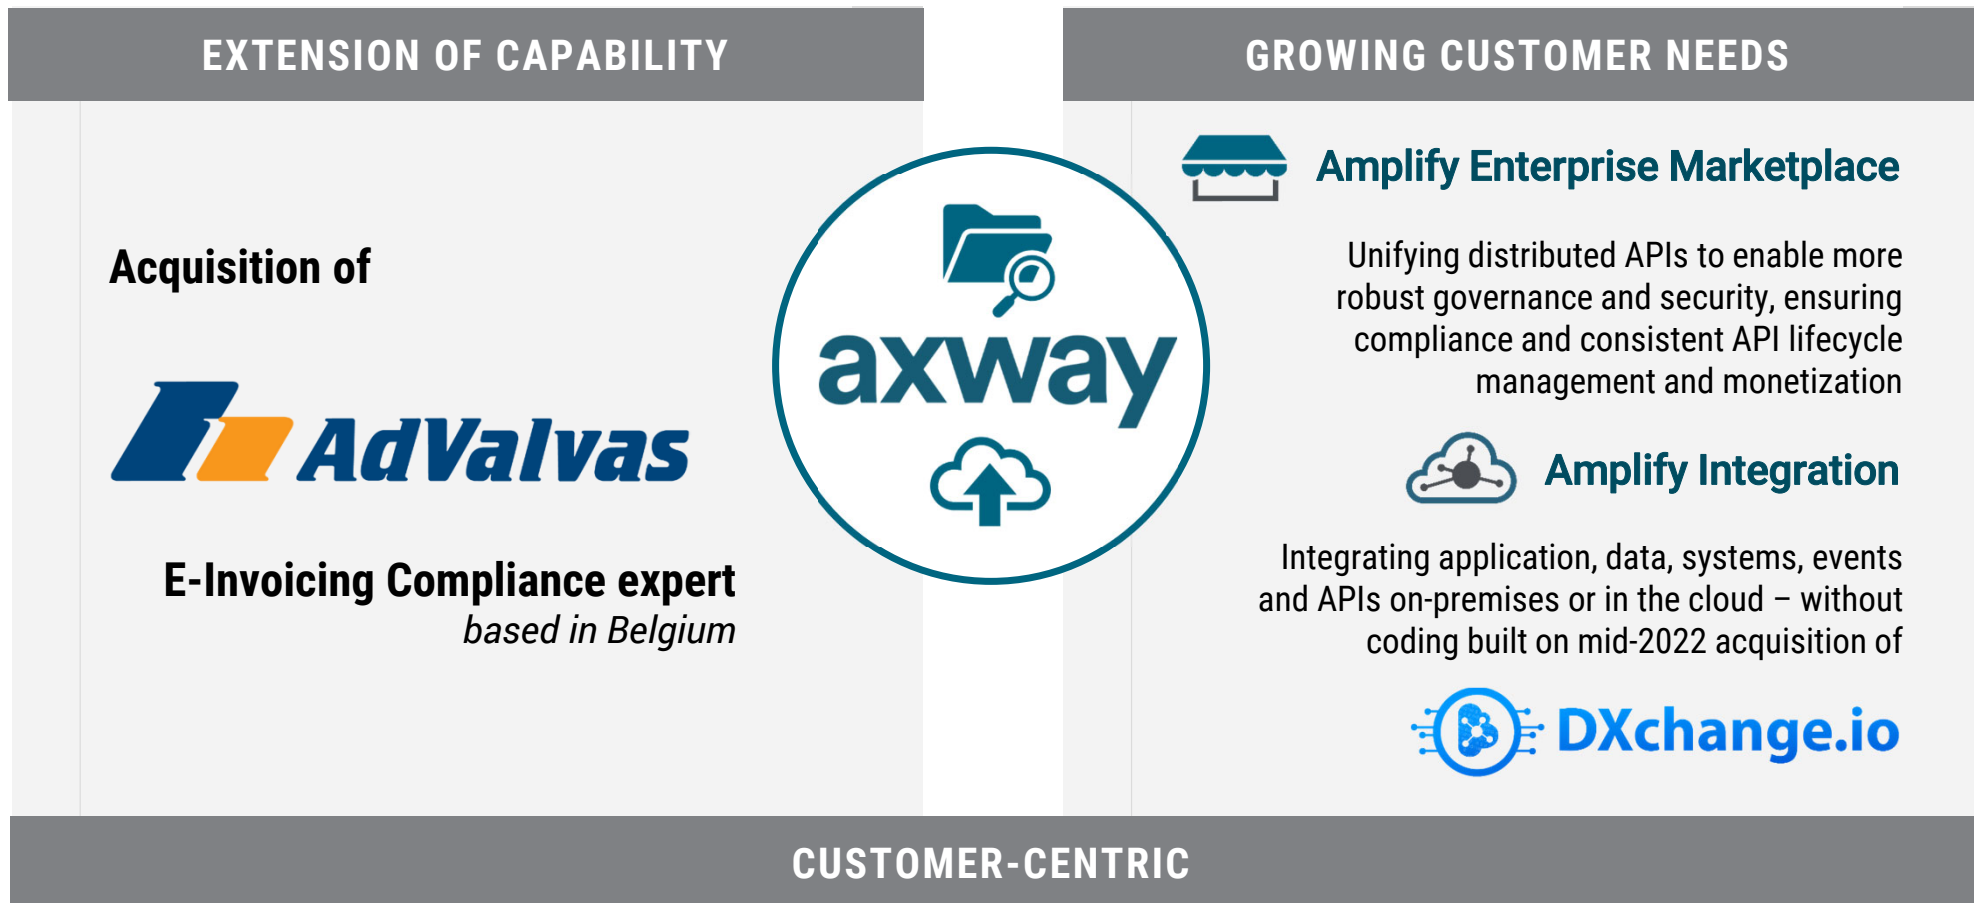 EXTENSION OF CAPABILITY
Acquisition of
AdValvas
E-Invoicing Compliance expert
based in Belgium
axway
GROWING CUSTOMER NEEDS
Amplify Enterprise Marketplace
Unifying distributed APIs to enable more
robust governance and security, ensuring
compliance and consistent API lifecycle
management and monetization
Amplify Integration
Integrating application, data, systems, events
and APIs on-premises or in the cloud – without
coding built on mid-2022 acquisition of
DXchange.io
CUSTOMER-CENTRIC